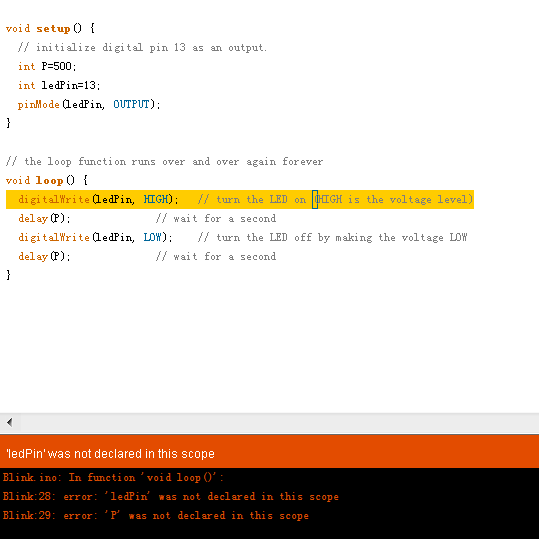 void setup() {
// initialize digital pin 13 as an output.
int P=500;
int ledPin=13;
pinMode(ledPin, OUTPUT);
}
// the loop function runs over and over again forever
void loop() {
digitalWrite(ledPin, HIGH);   // turn the LED on (HIGH is the voltage level)
delay(P);              // wait for a second
digitalWrite(ledPin, LOW);    // turn the LED off by making the voltage LOW
delay(P);              // wait for a second
}
'ledPin' was not declared in this scope
Blink.ino: In function 'void loop()':
Blink:28: error: 'ledPin' was not declared in this scope
Blink:29: error: 'P' was not declared in this scope